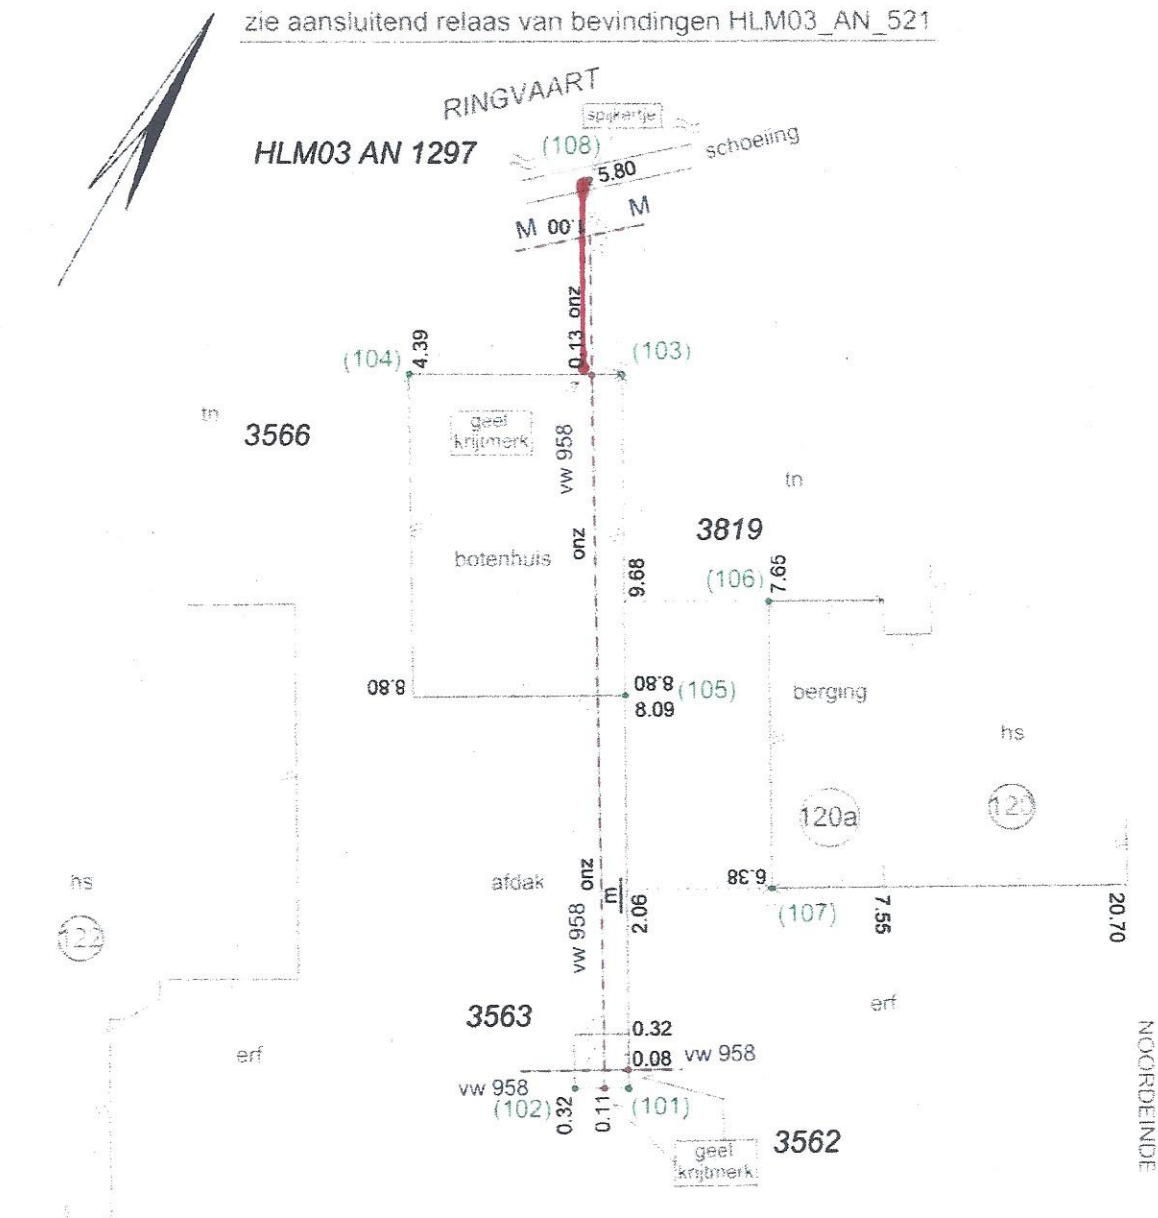 zie aansluitend relaas van bevindingen HLM03_AN_521
RINGVAART
spijkertje
HLM03 AN 1297
(108)
schoeiing
5.80
M
1.00
M
0.13 onz
(104)
4.39
(103)
tn
3566
geel
krijtmerk
vw 958
tn
onz
3819
botenhuis
9.68
(106)
7.65
8.80
8.80
(105)
8.09
berging
hs
120a
120
hs
afdak
onz
m
6.38
2.06
(107)
7.55
20.70
122
vw 958
3563
0.32
erf
erf
0.08
vw 958
vw 958
(102)
0.32
0.11
(101)
3562
geel
krijtmerk
NOORDEINDE